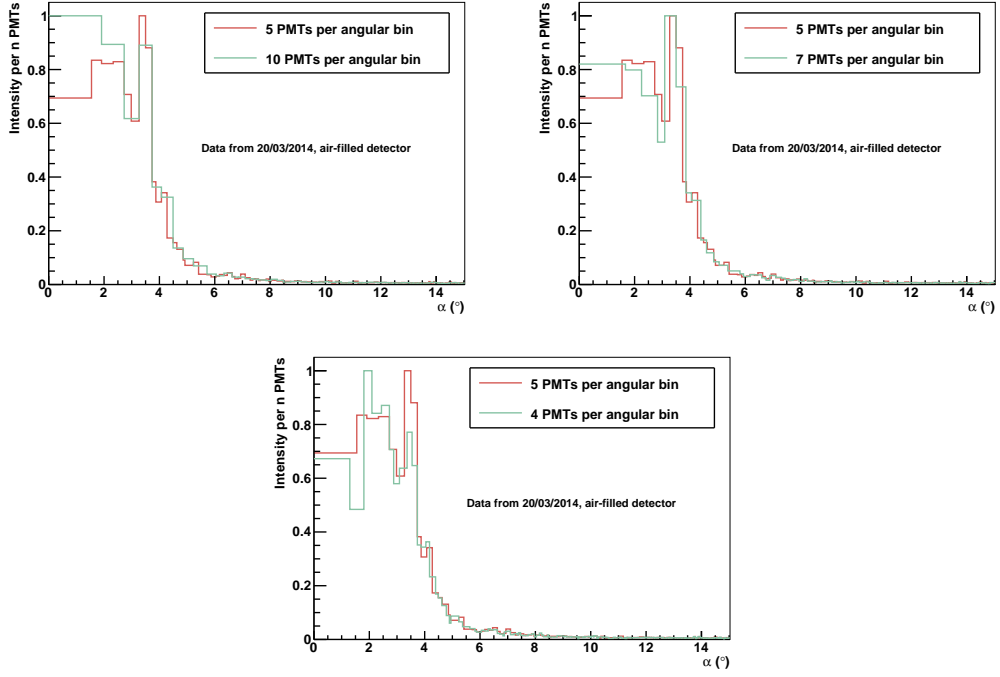 Intensity per n PMTs
1
0.8
0.6
0.4
0.2
0
0 2 4 6 8 10 12 14
α (°)
5 PMTs per angular bin
10 PMTs per angular bin
Data from 20/03/2014, air-filled detector
Intensity per n PMTs
1
0.8
0.6
0.4
0.2
0
0 2 4 6 8 10 12 14
α (°)
5 PMTs per angular bin
7 PMTs per angular bin
Data from 20/03/2014, air-filled detector
Intensity per n PMTs
1
0.8
0.6
0.4
0.2
0
0 2 4 6 8 10 12 14
α (°)
5 PMTs per angular bin
4 PMTs per angular bin
Data from 20/03/2014, air-filled detector